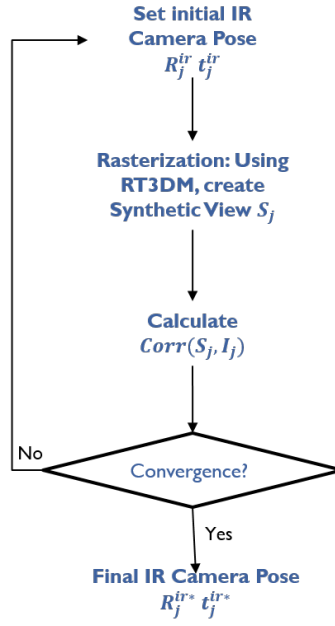 Set initial IR
Camera Pose
R_j^{ir} t_j^{ir}
Rasterization: Using
RT3DM, create
Synthetic View S_j
Calculate
Corr(S_j, I_j)
Convergence?
No
Yes
Final IR Camera Pose
R_j^{ir*} t_j^{ir*}